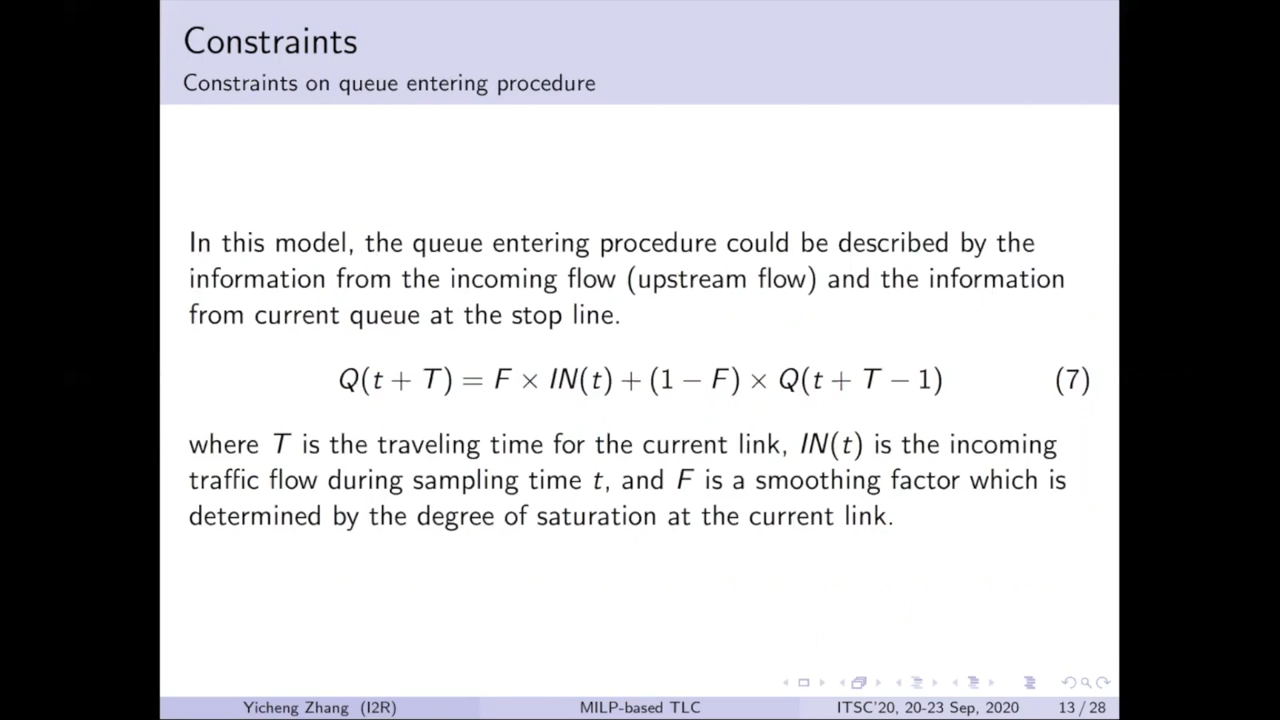 Constraints
Constraints on queue entering procedure
In this model, the queue entering procedure could be described by the
information from the incoming flow (upstream flow) and the information
from current queue at the stop line.
Q(t + T) = F × IN(t) + (1 − F) × Q(t + T − 1) (7)
where T is the traveling time for the current link, IN(t) is the incoming
traffic flow during sampling time t, and F is a smoothing factor which is
determined by the degree of saturation at the current link.
Yicheng Zhang (I2R) MILP-based TLC ITSC'20, 20-23 Sep, 2020 13 / 28